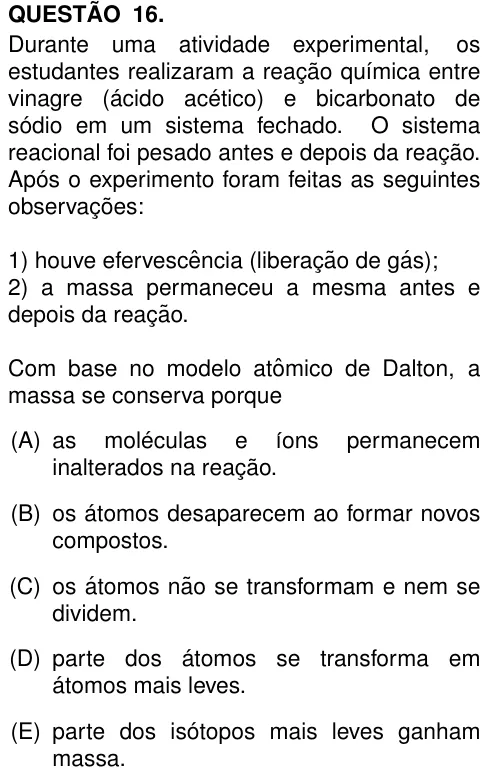 QUESTÃO 16.
Durante uma atividade experimental, os
estudantes realizaram a reação química entre
vinagre (ácido acético) e bicarbonato de
sódio em um sistema fechado. O sistema
reacional foi pesado antes e depois da reação.
Após o experimento foram feitas as seguintes
observações:
1) houve efervescência (liberação de gás);
2) a massa permaneceu a mesma antes e
depois da reação.
Com base no modelo atômico de Dalton, a
massa se conserva porque
(A) as moléculas e íons permanecem
inalterados na reação.
(B) os átomos desaparecem ao formar novos
compostos.
(C) os átomos não se transformam e nem se
dividem.
(D) parte dos átomos se transforma em
átomos mais leves.
(E) parte dos isótopos mais leves ganham
massa.